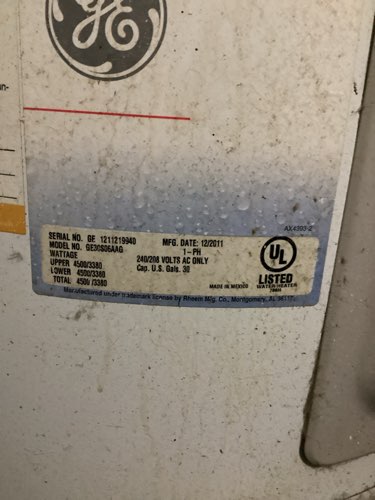 GE
AX4393-2
SERIAL NO. GE 1211219940 MFG. DATE: 12/2011
MODEL NO. GE30S06AAG 1-PH
WATTAGE 240/208 VOLTS AC ONLY
UPPER 4500/3380 Cap. U.S. Gals. 30
LOWER 4500/3380
TOTAL 4500/3380
MADE IN MEXICO
UL
LISTED
WATER HEATER
Manufactured under trademark license by Rheem Mfg. Co., Montgomery, AL 36117